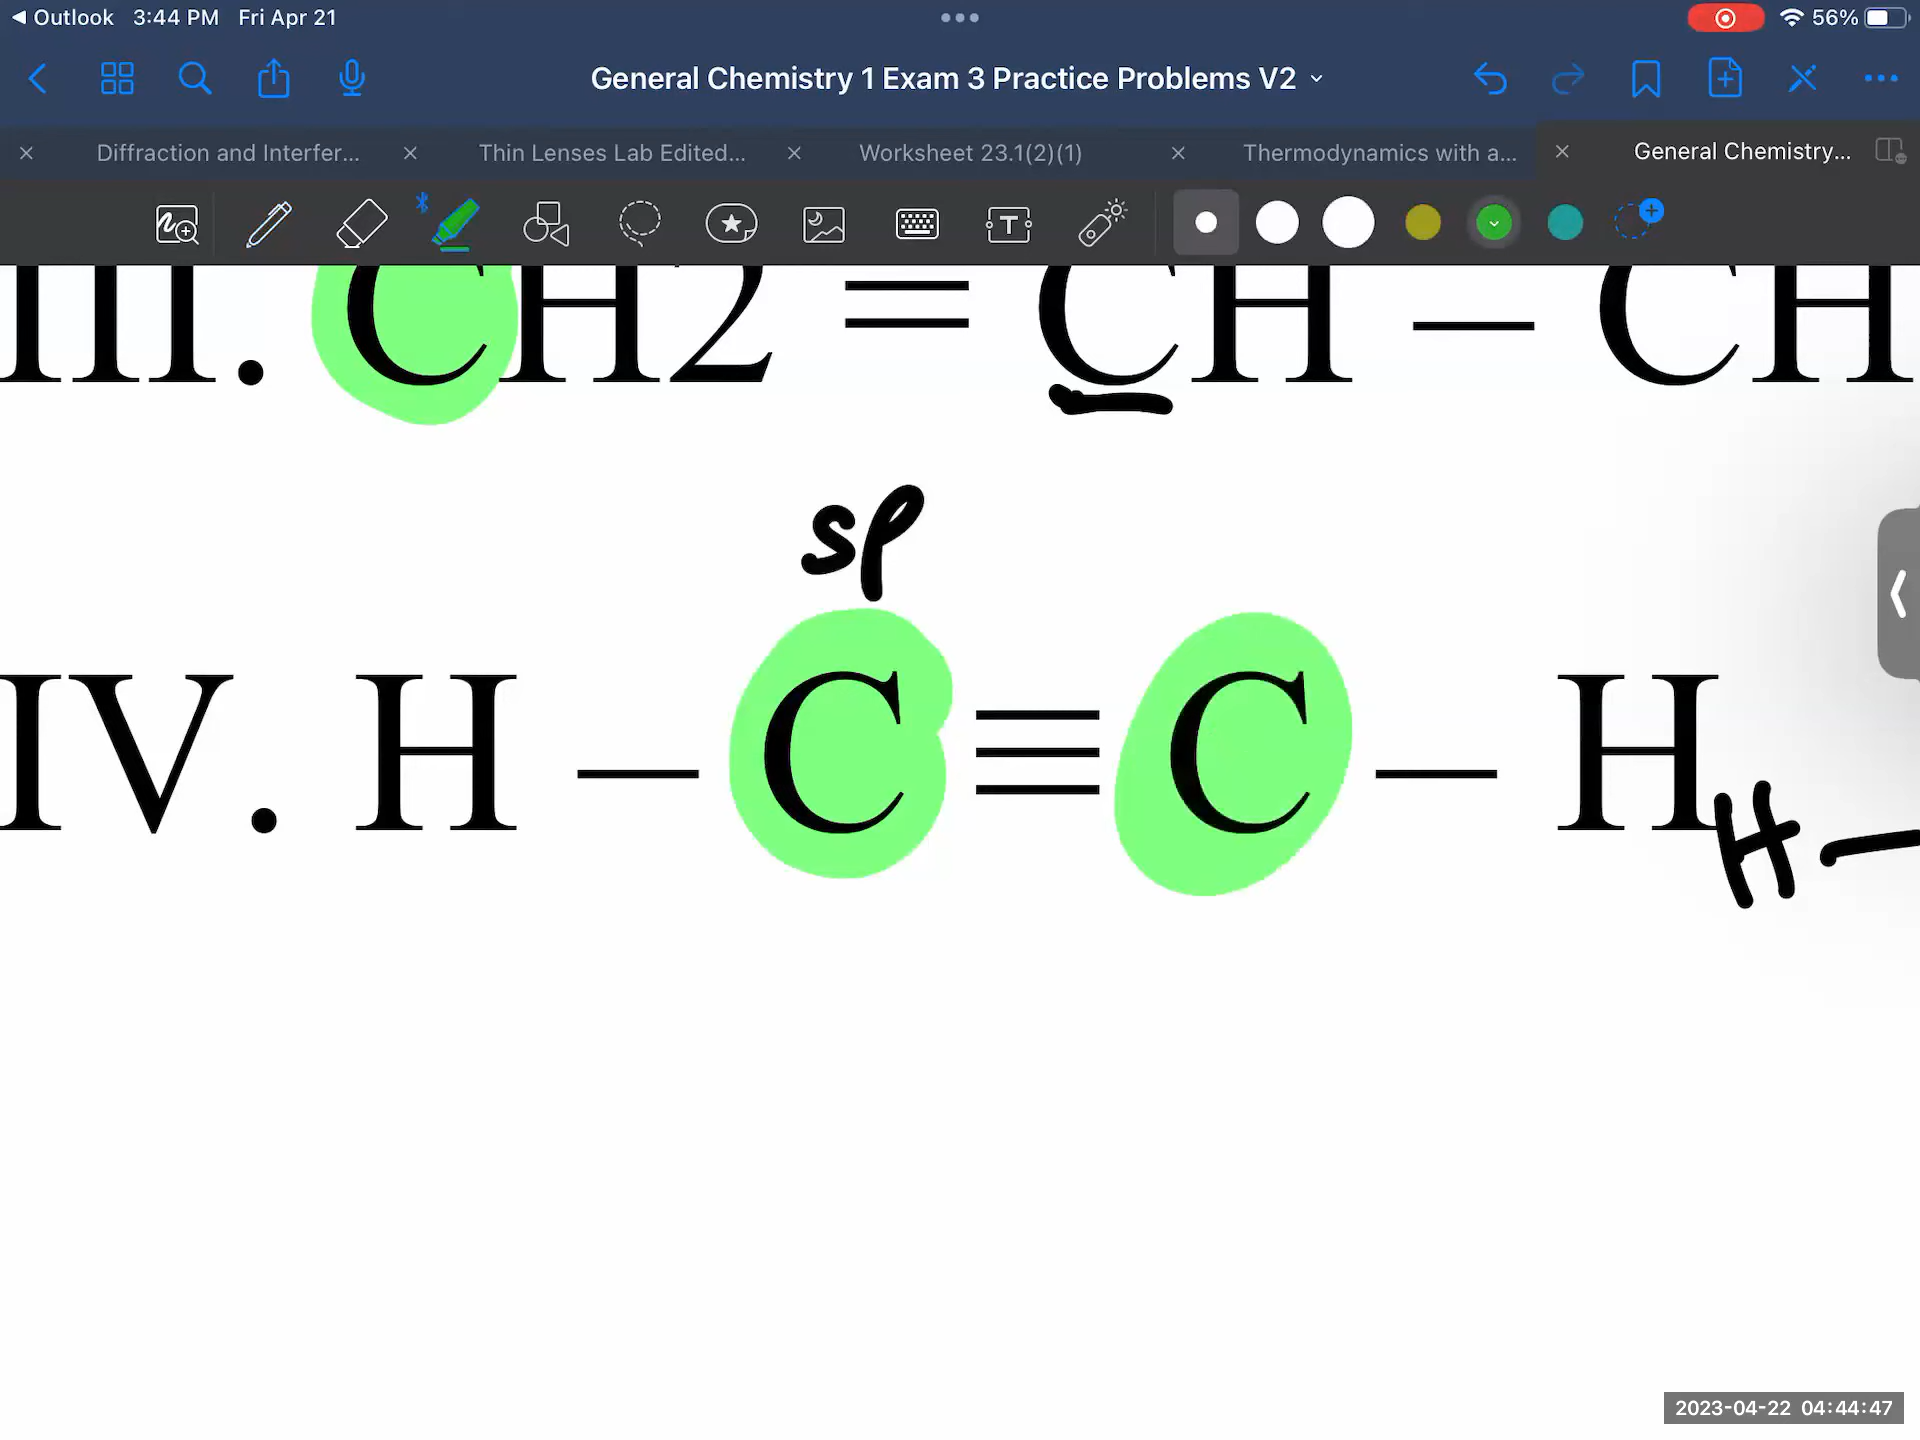 Outlook 3:44 PM Fri Apr 21 56%
General Chemistry 1 Exam 3 Practice Problems V2
Diffraction and Interfer... Thin Lenses Lab Edited... Worksheet 23.1(2)(1) Thermodynamics with a... General Chemistry...
III. CH2 = CH – CH
sp
IV. H – C ≡ C – H
H –
2023-04-22 04:44:47